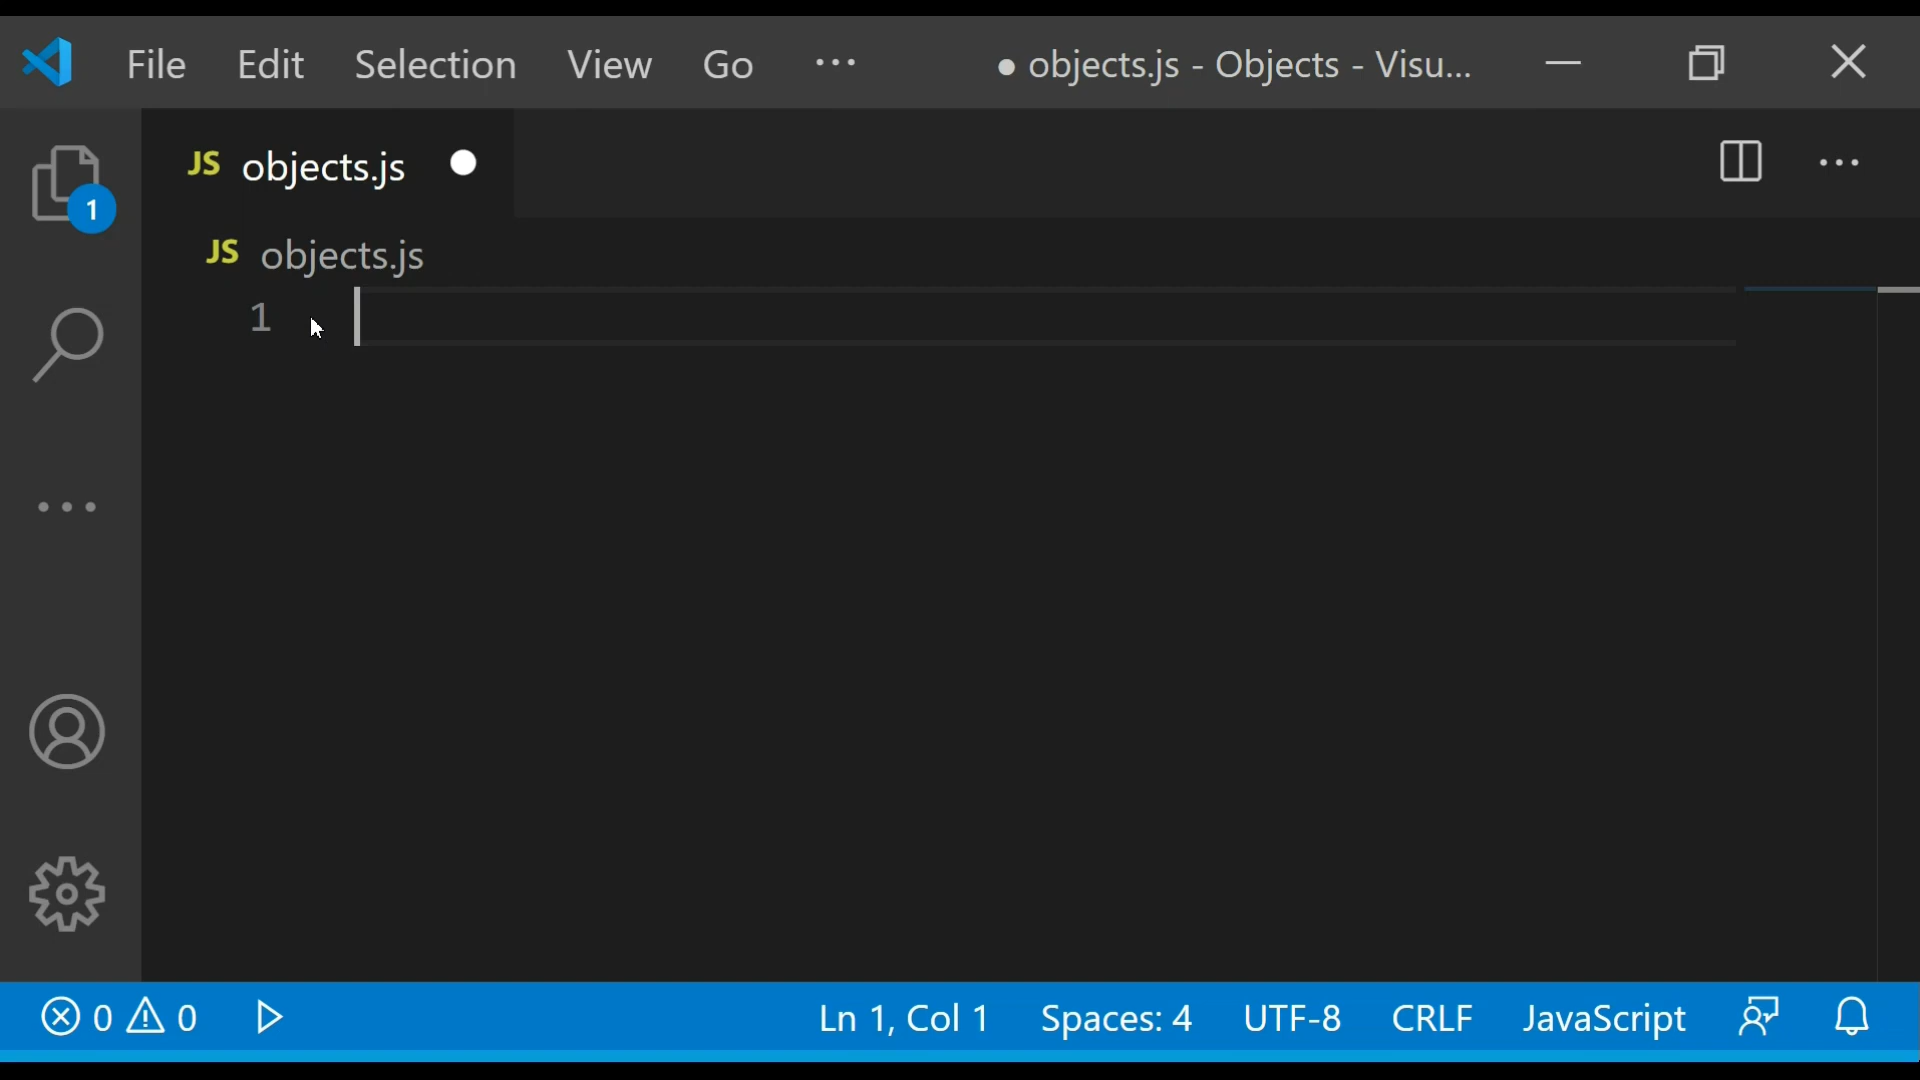 File Edit Selection View Go ··· ● objects.js - Objects - Visu...
JS objects.js
1
JS objects.js
1
0 0 Ln 1, Col 1 Spaces: 4 UTF-8 CRLF JavaScript